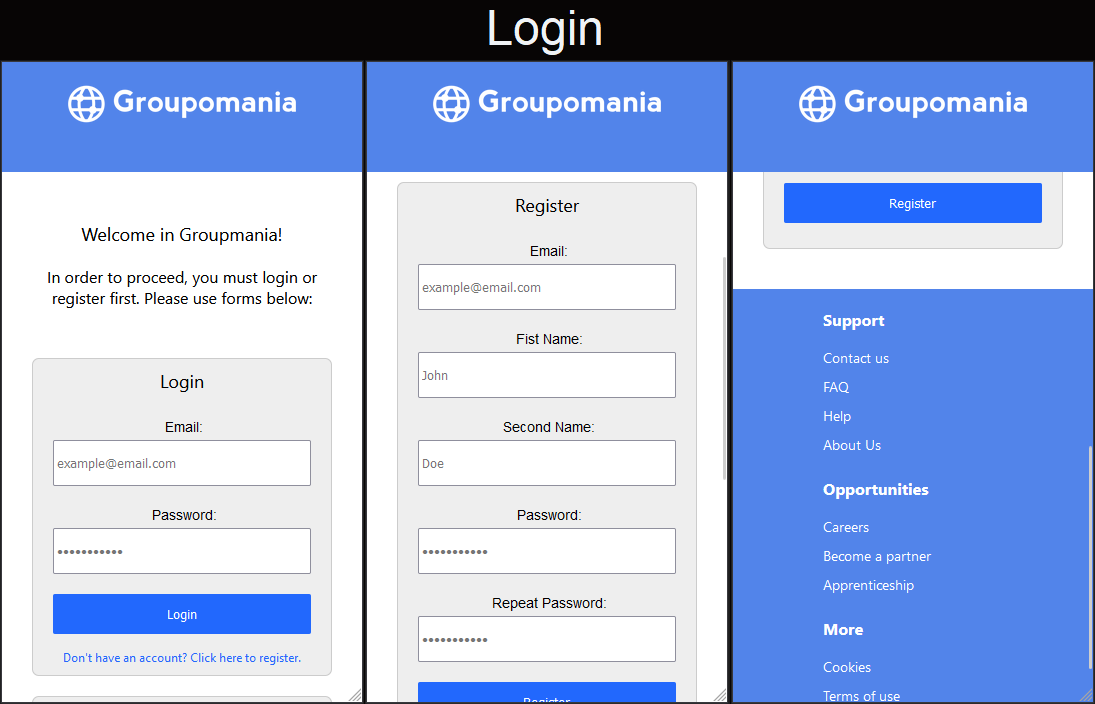 Login
Groupomania
Welcome in Groupmania!
In order to proceed, you must login or
register first. Please use forms below:
Login
Email:
example@email.com
Password:
Login
Don't have an account? Click here to register.
Groupomania
Register
Email:
example@email.com
Fist Name:
John
Second Name:
Doe
Password:
Repeat Password:
Register
Groupomania
Register
Support
Contact us
FAQ
Help
About Us
Opportunities
Careers
Become a partner
Apprenticeship
More
Cookies
Terms of use